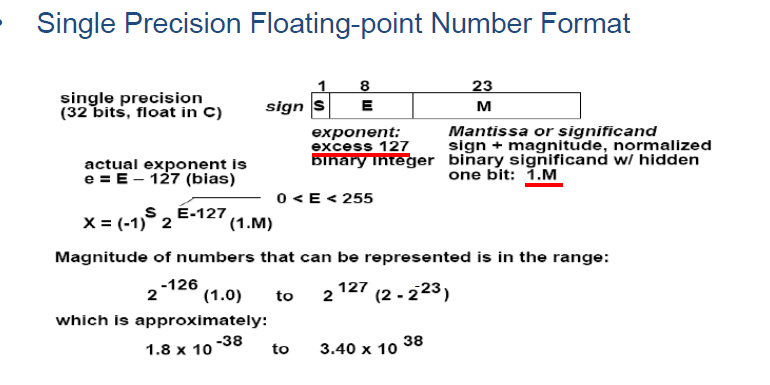 • Single Precision Floating-point Number Format
1 8 23
single precision
(32 bits, float in C)
sign S E M
exponent:
excess 127
binary integer
Mantissa or significand
sign + magnitude, normalized
binary significand w/ hidden
one bit: 1.M
actual exponent is
e = E – 127 (bias)
0 < E < 255
X = (-1)^S 2^E-127 (1.M)
Magnitude of numbers that can be represented is in the range:
2^-126 (1.0) to 2^127 (2 - 2^-23)
which is approximately:
1.8 x 10^-38 to 3.40 x 10^38